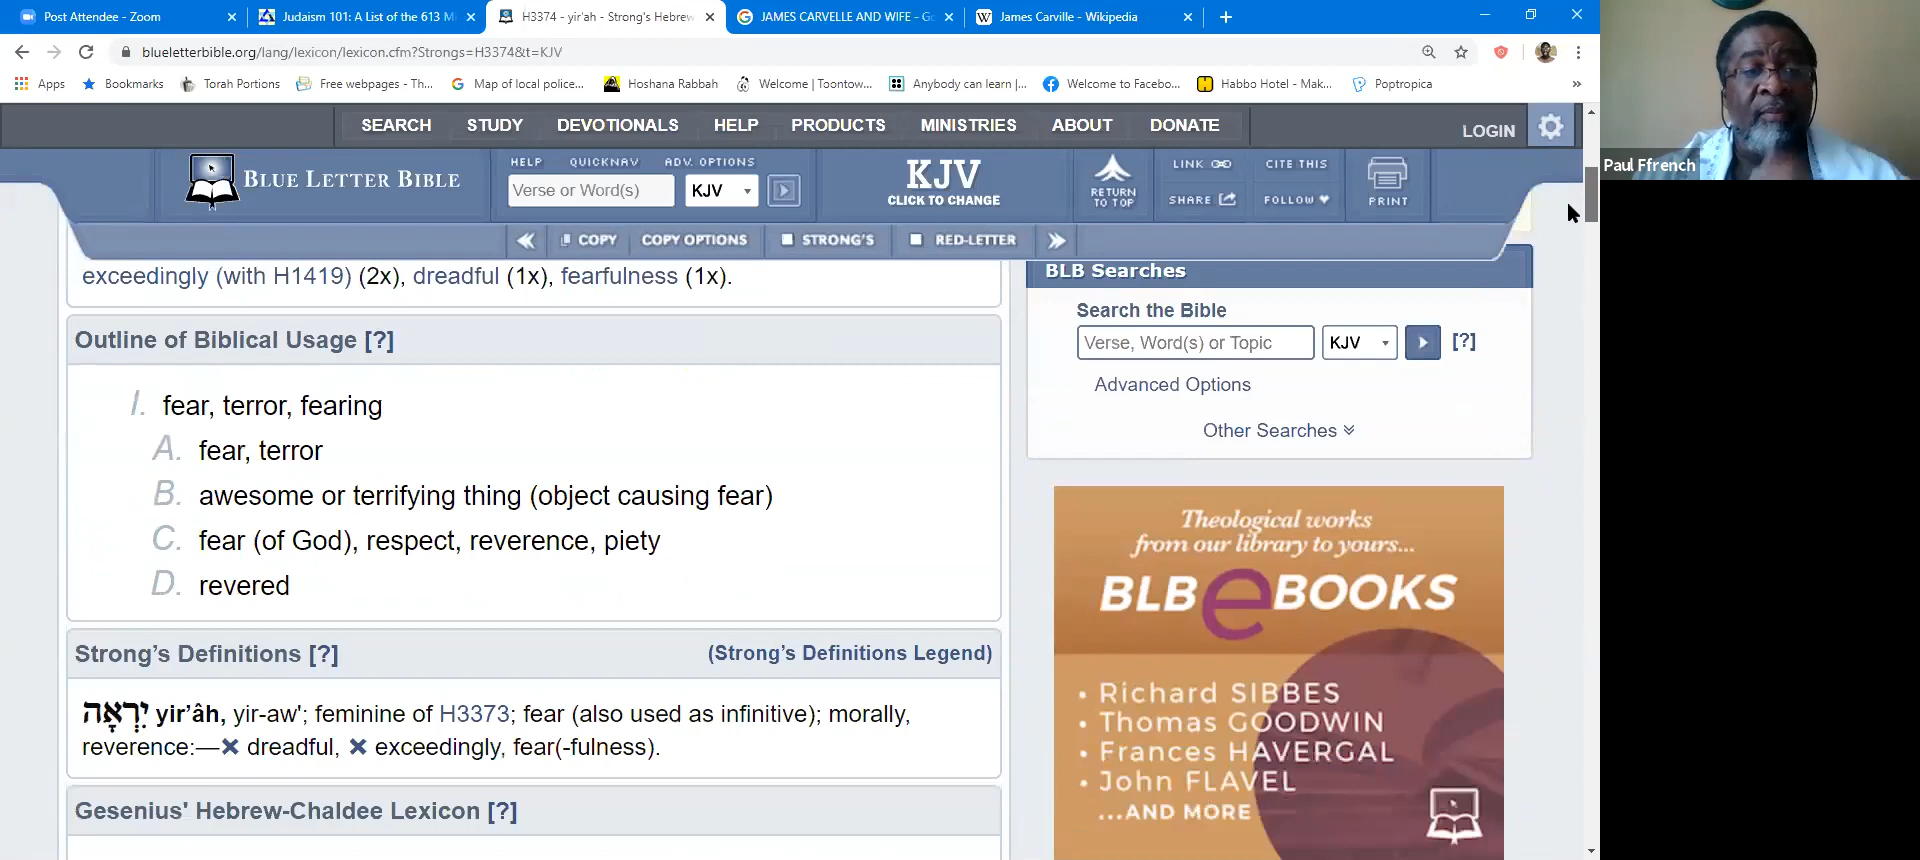 Post Attendee - Zoom
Judaism 101: A List of the 613 Mi
H3374 - yir'ah - Strong's Hebrew
JAMES CARVELLE AND WIFE - Go
James Carville - Wikipedia
blueletterbible.org/lang/lexicon/lexicon.cfm?Strongs=H3374&t=KJV
Apps Bookmarks Torah Portions Free webpages - Th... Map of local police... Hoshana Rabbah Welcome | Toontow... Anybody can learn |... Welcome to Facebo... Habbo Hotel - Mak... Poptropica
SEARCH STUDY DEVOTIONALS HELP PRODUCTS MINISTRIES ABOUT DONATE LOGIN
Paul Ffrench
BLUE LETTER BIBLE
HELP QUICKNAV ADV. OPTIONS
Verse or Word(s) KJV
KJV
CLICK TO CHANGE
RETURN
TO TOP
LINK CITE THIS
SHARE FOLLOW
PRINT
COPY COPY OPTIONS STRONG'S RED-LETTER
exceedingly (with H1419) (2x), dreadful (1x), fearfulness (1x).
Outline of Biblical Usage [?]
I. fear, terror, fearing
A. fear, terror
B. awesome or terrifying thing (object causing fear)
C. fear (of God), respect, reverence, piety
D. revered
Strong's Definitions [?] (Strong's Definitions Legend)
יִרְאָה yir'âh, yir-aw'; feminine of H3373; fear (also used as infinitive); morally,
reverence:—× dreadful, × exceedingly, fear(-fulness).
Gesenius' Hebrew-Chaldee Lexicon [?]
BLB Searches
Search the Bible
Verse, Word(s) or Topic KJV [?]
Advanced Options
Other Searches
Theological works
from our library to yours...
BLB eBOOKS
• Richard SIBBES
• Thomas GOODWIN
• Frances HAVERGAL
• John FLAVEL
...AND MORE